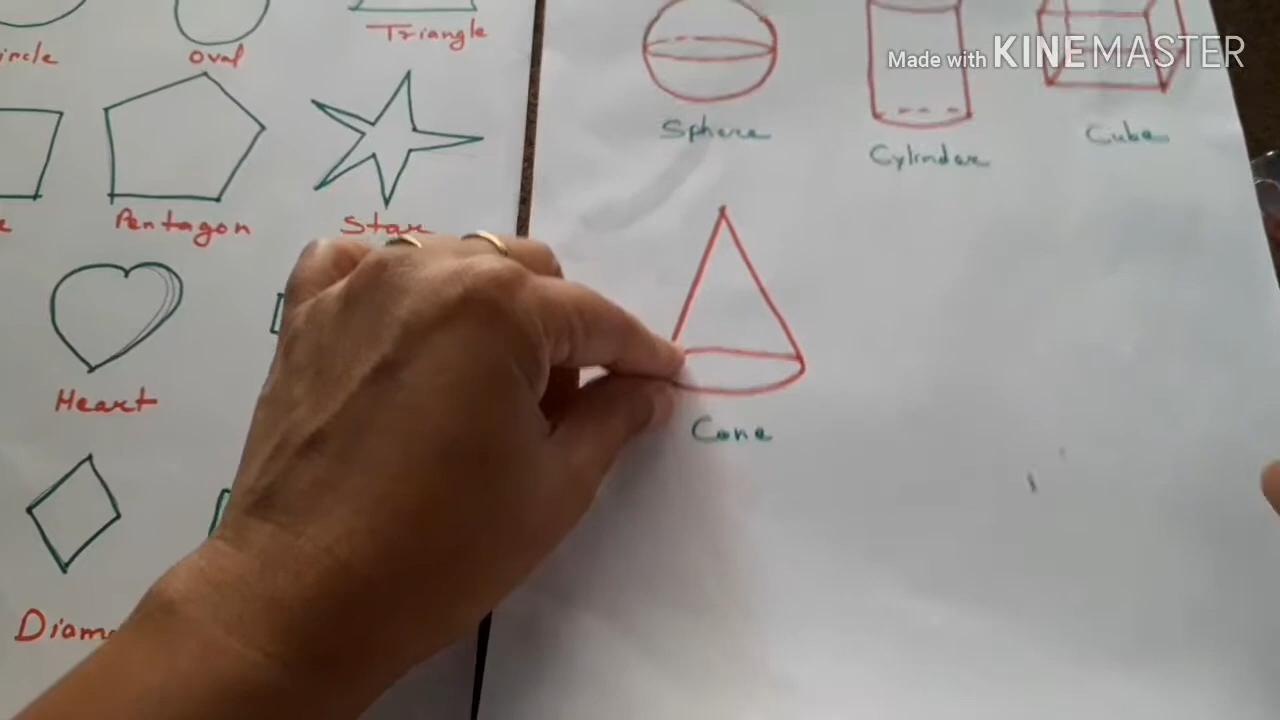 ircle
Oval
Triangle
Pentagon
Star
Heart
Diam
Made with KINEMASTER
Sphere
Cylinder
Cube
Cone